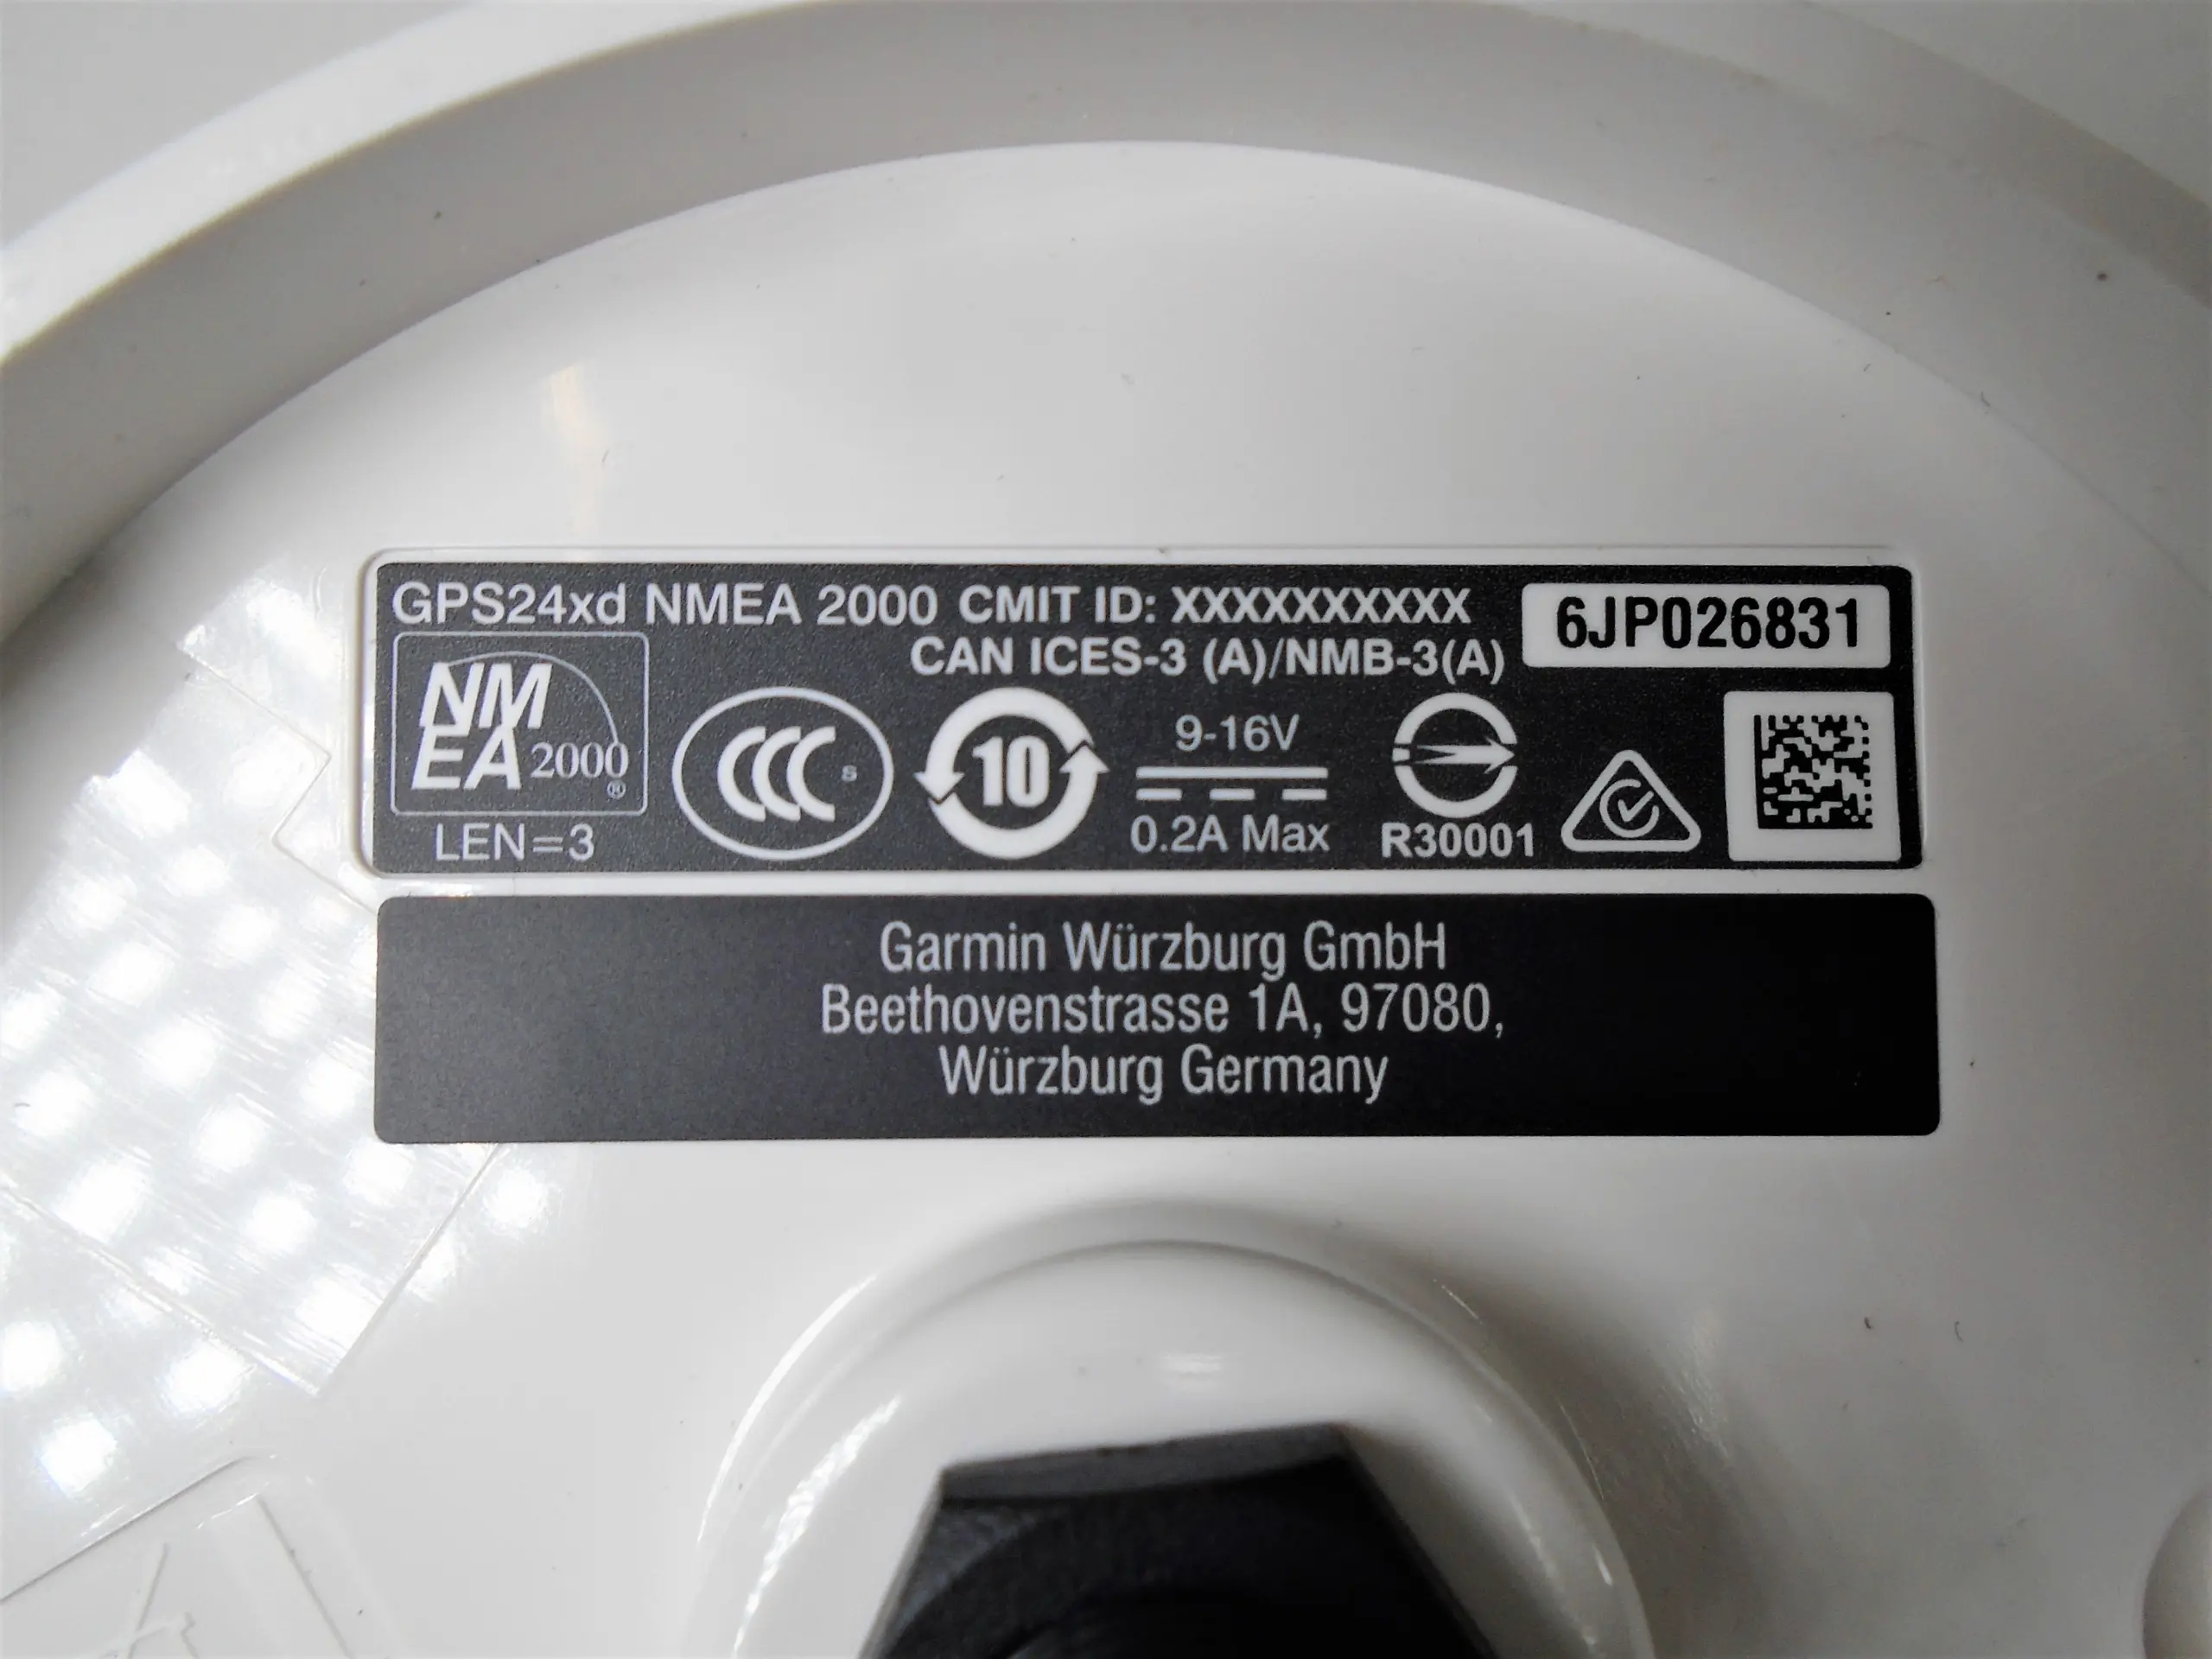 GPS24xd NMEA 2000 CMIT ID: XXXXXXXXXX
6JP026831
CAN ICES-3 (A)/NMB-3(A)
NM
EA 2000 ®
LEN=3
CCC S
10
9-16V
0.2A Max
R30001
Garmin Würzburg GmbH
Beethovenstrasse 1A, 97080,
Würzburg Germany